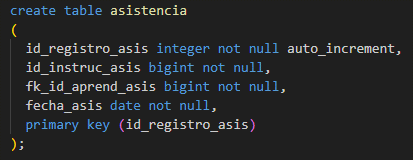 create table asistencia
(
id_registro_asis integer not null auto_increment,
id_instruc_asis bigint not null,
fk_id_aprend_asis bigint not null,
fecha_asis date not null,
primary key (id_registro_asis)
);